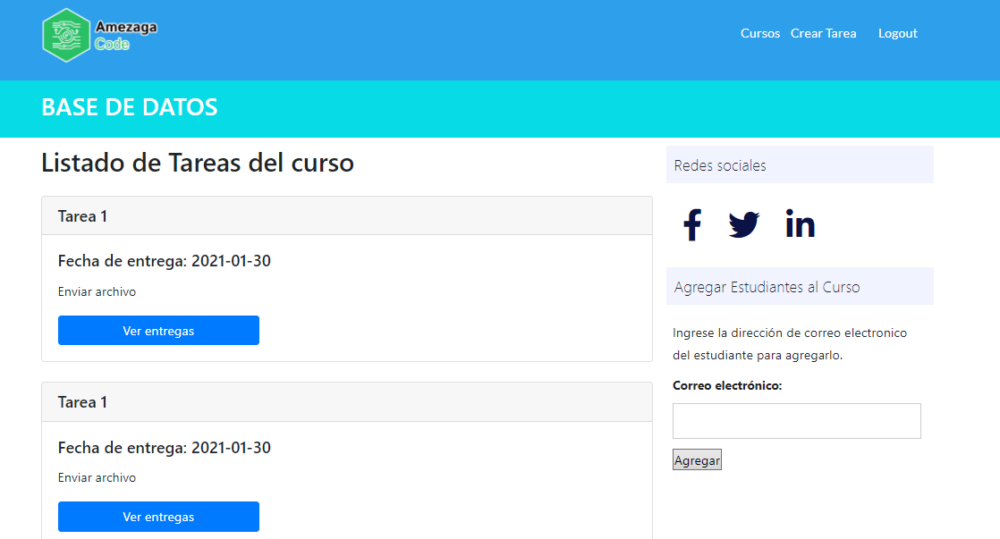 Amezaga
Code
Cursos Crear Tarea Logout
BASE DE DATOS
Listado de Tareas del curso
Tarea 1
Fecha de entrega: 2021-01-30
Enviar archivo
Ver entregas
Tarea 1
Fecha de entrega: 2021-01-30
Enviar archivo
Ver entregas
Redes sociales
Agregar Estudiantes al Curso
Ingrese la dirección de correo electronico
del estudiante para agregarlo.
Correo electrónico:
Agregar